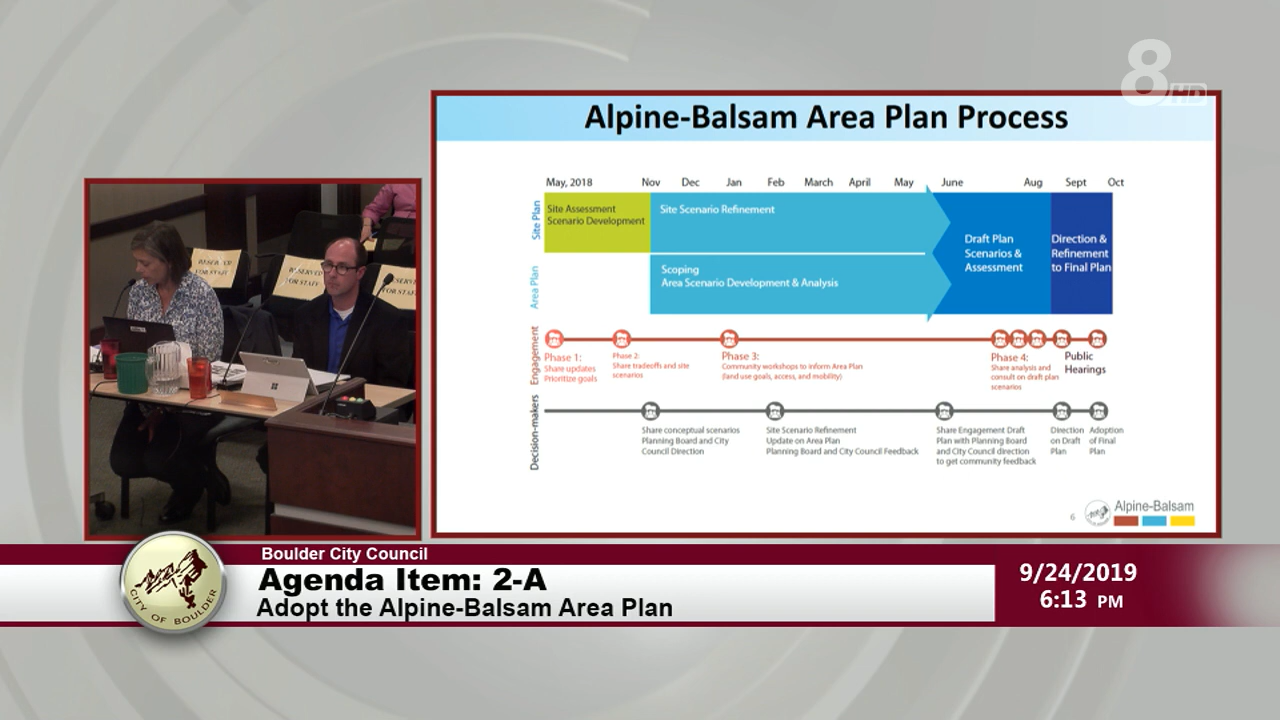 8 HD
Alpine-Balsam Area Plan Process
May, 2018 Nov Dec Jan Feb March April May June Aug Sept Oct
Site Plan
Site Assessment
Scenario Development
Site Scenario Refinement
Area Plan
Scoping
Area Scenario Development & Analysis
Draft Plan
Scenarios &
Assessment
Direction &
Refinement
to Final Plan
Engagement
Phase 1:
Share updates
Prioritize goals
Phase 2:
Share tradeoffs and site
scenarios
Phase 3:
Community workshops to inform Area Plan
(land use goals, access, and mobility)
Phase 4:
Share analysis and
consult on draft plan
scenarios
Public
Hearings
Decision-makers
Share conceptual scenarios
Planning Board and City
Council Direction
Site Scenario Refinement
Update on Area Plan
Planning Board and City Council Feedback
Share Engagement Draft
Plan with Planning Board
and City Council direction
to get community feedback
Direction
on Draft
Plan
Adoption
of Final
Plan
6
Alpine-Balsam
RESERVED
FOR STAFF
RESERVED
FOR STAFF
RESERVED
FOR STAFF
CITY OF BOULDER
Boulder City Council
Agenda Item: 2-A
Adopt the Alpine-Balsam Area Plan
9/24/2019
6:13 PM